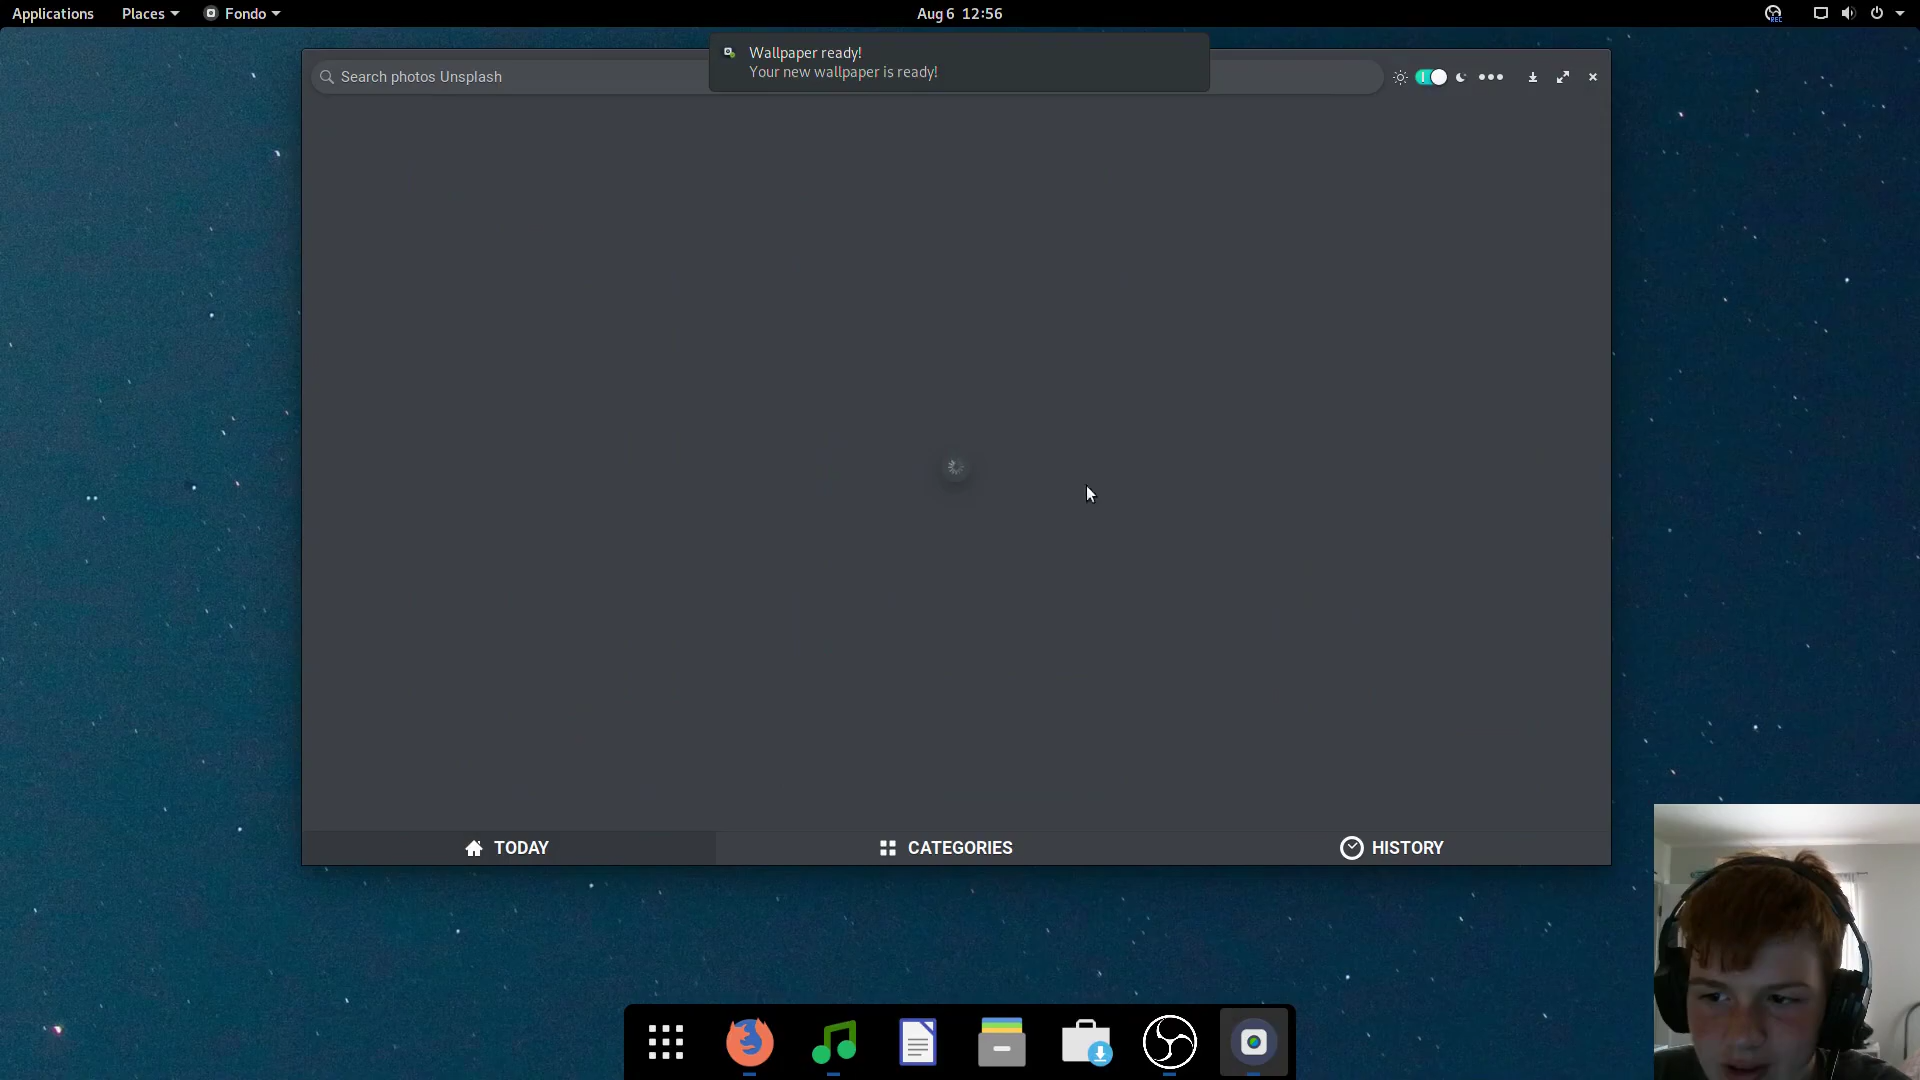 Applications Places Fondo Aug 6 12:56
REC
Wallpaper ready!
Your new wallpaper is ready!
Search photos Unsplash
TODAY CATEGORIES HISTORY